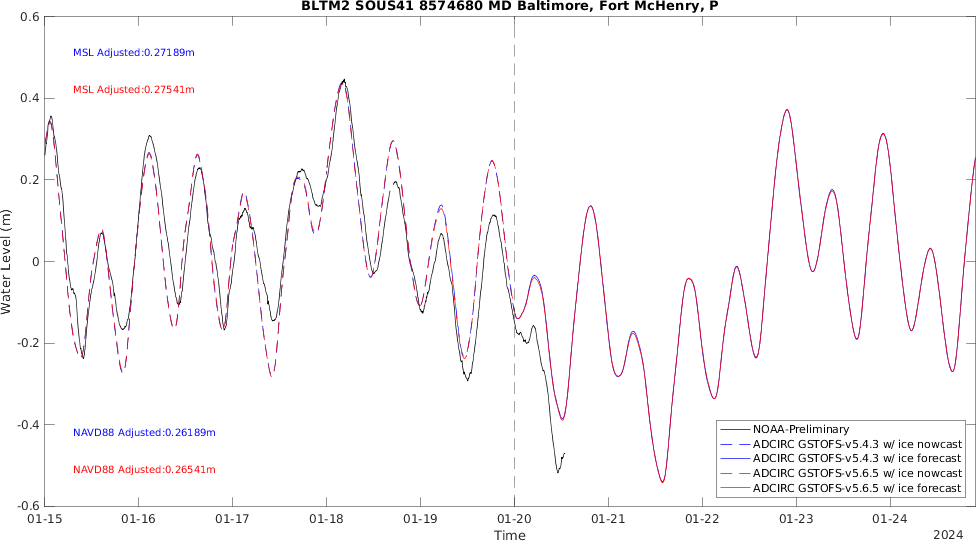 BLTM2 SOUS41 8574680 MD Baltimore, Fort McHenry, P
0.6
0.4
0.2
0
-0.2
-0.4
-0.6
Water Level (m)
MSL Adjusted:0.27189m
MSL Adjusted:0.27541m
NAVD88 Adjusted:0.26189m
NAVD88 Adjusted:0.26541m
NOAA-Preliminary
ADCIRC GSTOFS-v5.4.3 w/ ice nowcast
ADCIRC GSTOFS-v5.4.3 w/ ice forecast
ADCIRC GSTOFS-v5.6.5 w/ ice nowcast
ADCIRC GSTOFS-v5.6.5 w/ ice forecast
01-15 01-16 01-17 01-18 01-19 01-20 01-21 01-22 01-23 01-24
Time
2024